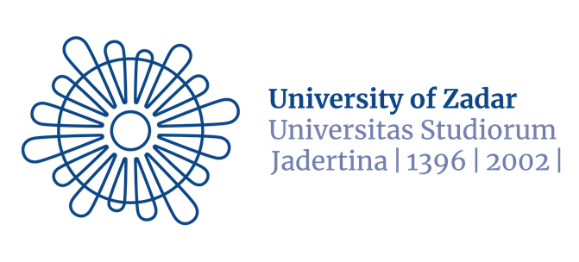 University of Zadar
Universitas Studiorum
Jadertina | 1396 | 2002 |